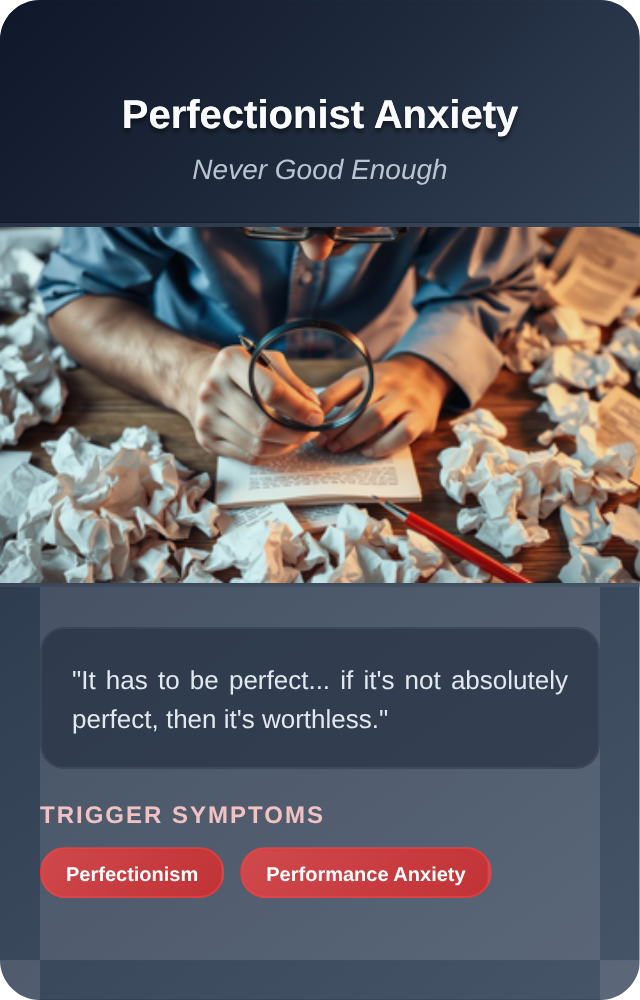 Perfectionist Anxiety
Never Good Enough
"It has to be perfect... if it's not absolutely
perfect, then it's worthless."
TRIGGER SYMPTOMS
Perfectionism
Performance Anxiety